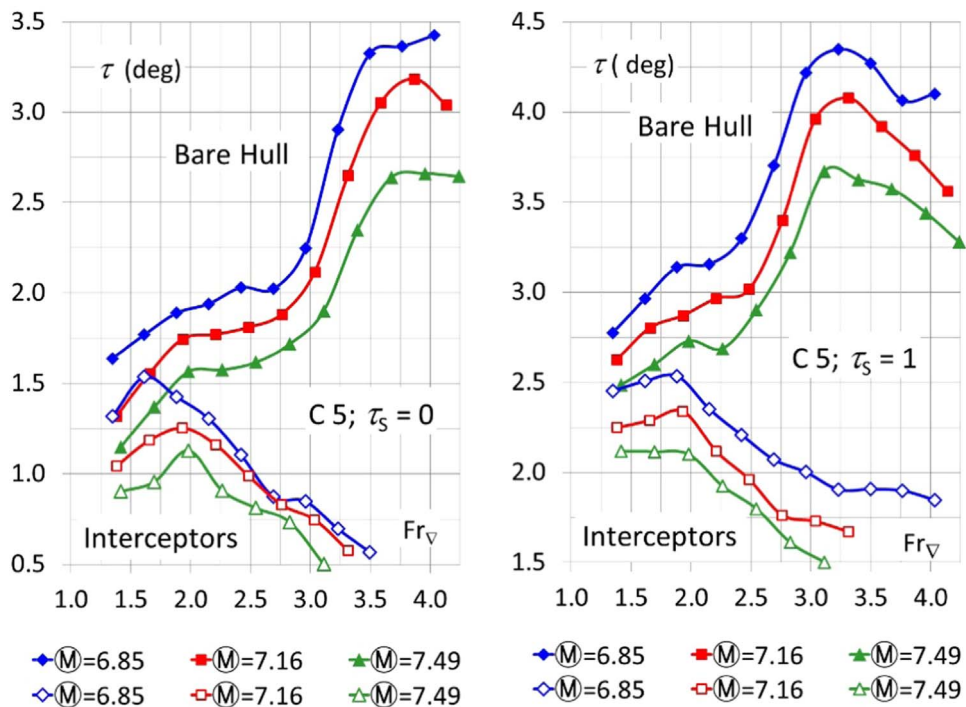 3.5
3.0
2.5
2.0
1.5
1.0
0.5
τ (deg)
Bare Hull
C 5; τS = 0
Interceptors
Fr∇
1.0 1.5 2.0 2.5 3.0 3.5 4.0
Ⓜ=6.85 Ⓜ=7.16 Ⓜ=7.49
Ⓜ=6.85 Ⓜ=7.16 Ⓜ=7.49
4.5
4.0
3.5
3.0
2.5
2.0
1.5
τ ( deg)
Bare Hull
C 5; τS = 1
Interceptors
Fr∇
1.0 1.5 2.0 2.5 3.0 3.5 4.0
Ⓜ=6.85 Ⓜ=7.16 Ⓜ=7.49
Ⓜ=6.85 Ⓜ=7.16 Ⓜ=7.49